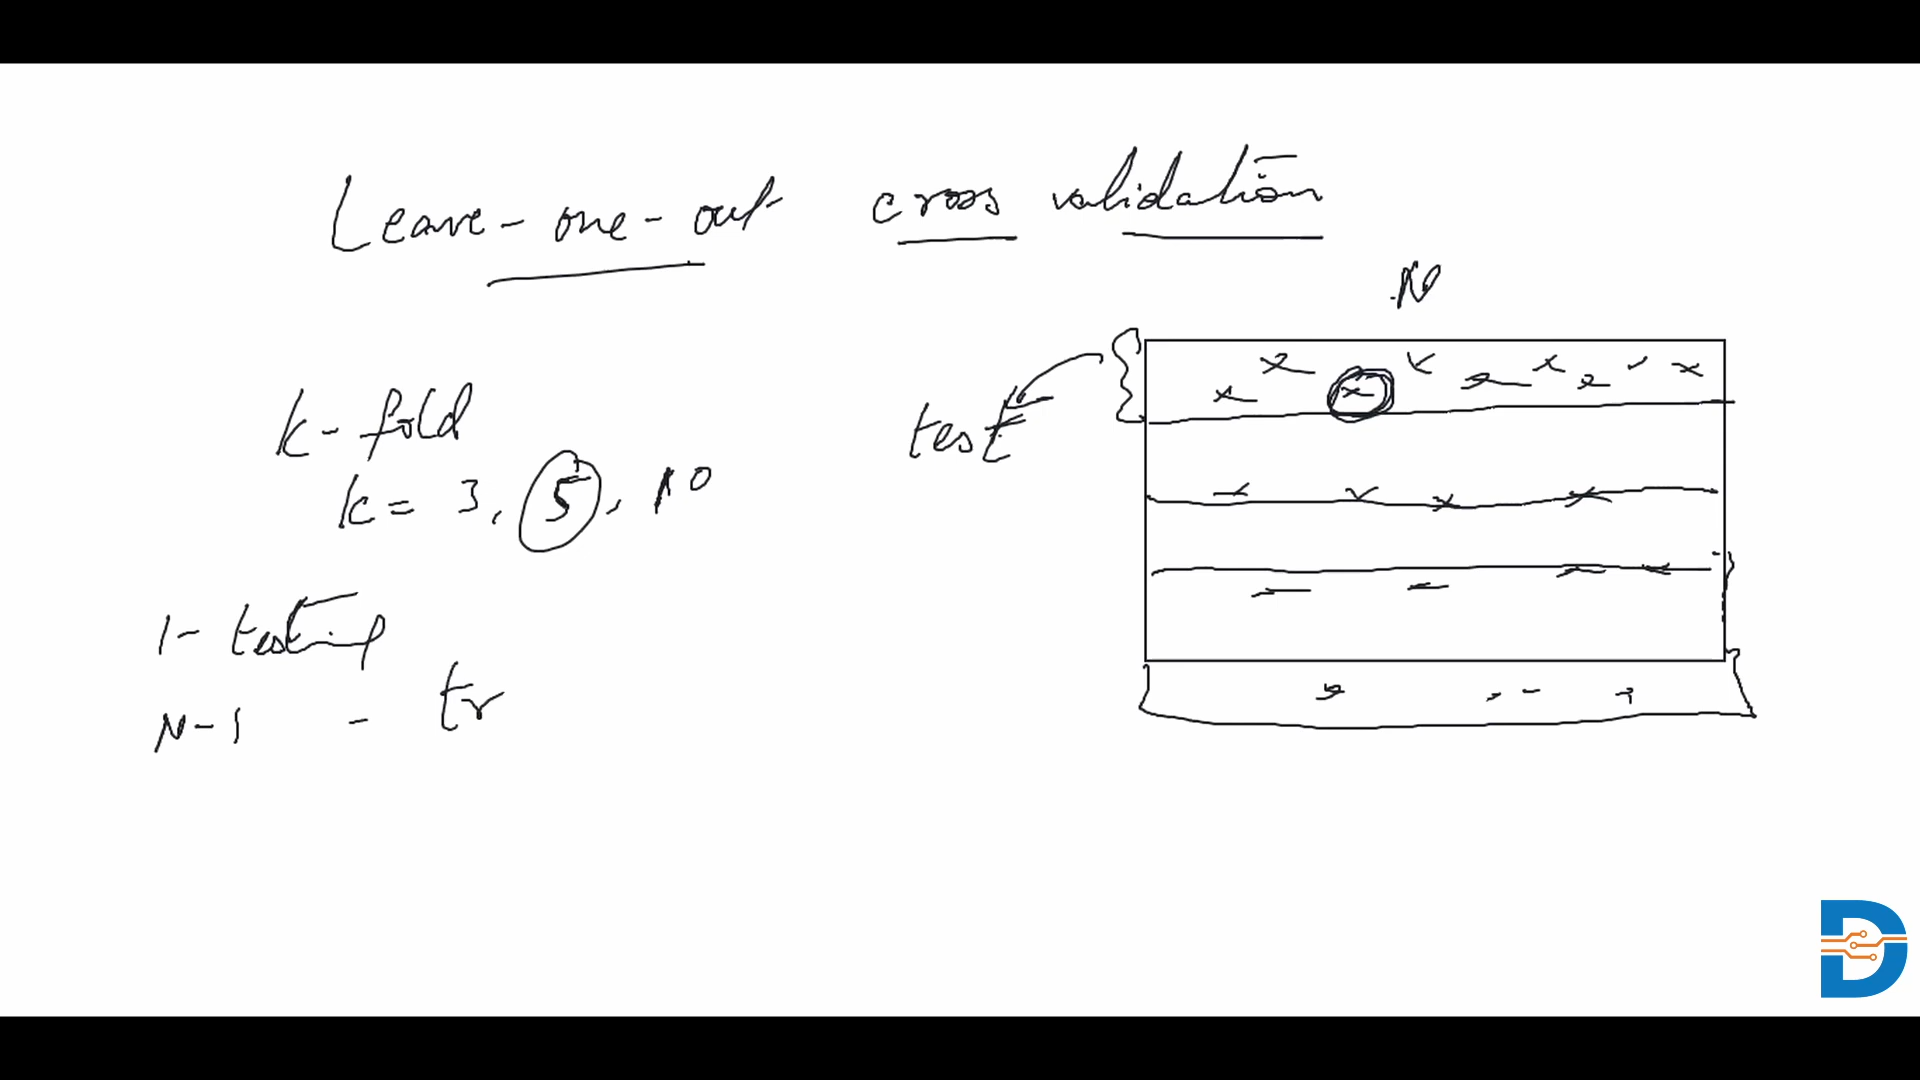 Leave-one-out cross validation
N
k-fold
test
k = 3, 5, 10
1- testing
N-1 - tr